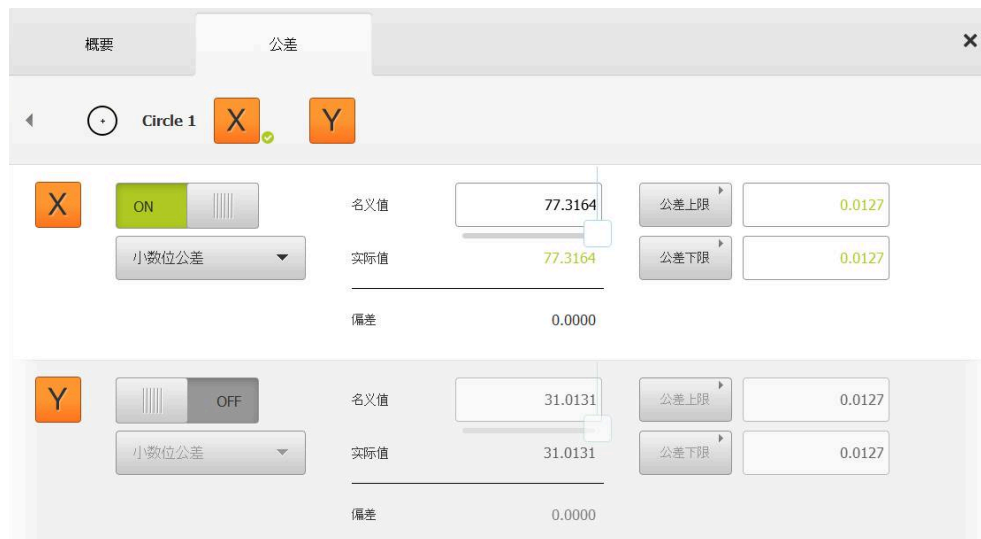 概要 公差 ×
Circle 1 X Y
X ON 名义值 77.3164 公差上限 0.0127
小数位公差 实际值 77.3164 公差下限 0.0127
偏差 0.0000
Y OFF 名义值 31.0131 公差上限 0.0127
小数位公差 实际值 31.0131 公差下限 0.0127
偏差 0.0000